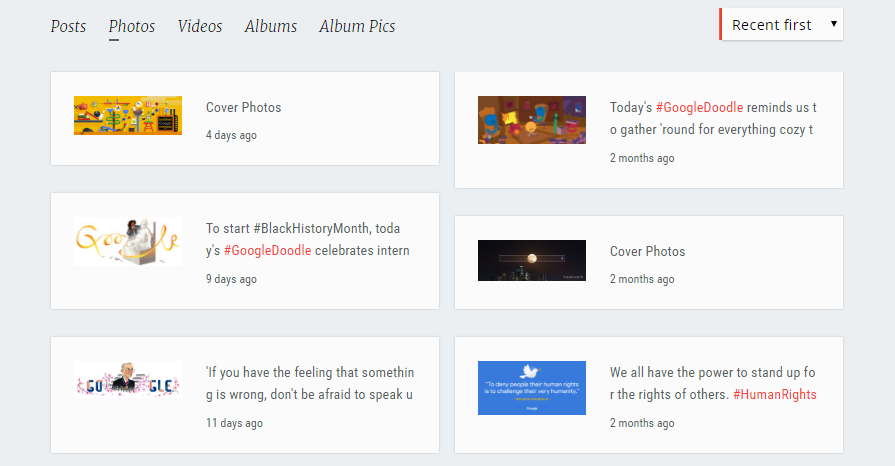 Posts Photos Videos Albums Album Pics
Recent first
Cover Photos
4 days ago
To start #BlackHistoryMonth, toda
y's #GoogleDoodle celebrates intern
9 days ago
'If you have the feeling that somethin
g is wrong, don't be afraid to speak u
11 days ago
Today's #GoogleDoodle reminds us t
o gather 'round for everything cozy t
2 months ago
Cover Photos
2 months ago
"To deny people their human rights
is to challenge their very humanity."
Google
We all have the power to stand up fo
r the rights of others. #HumanRights
2 months ago